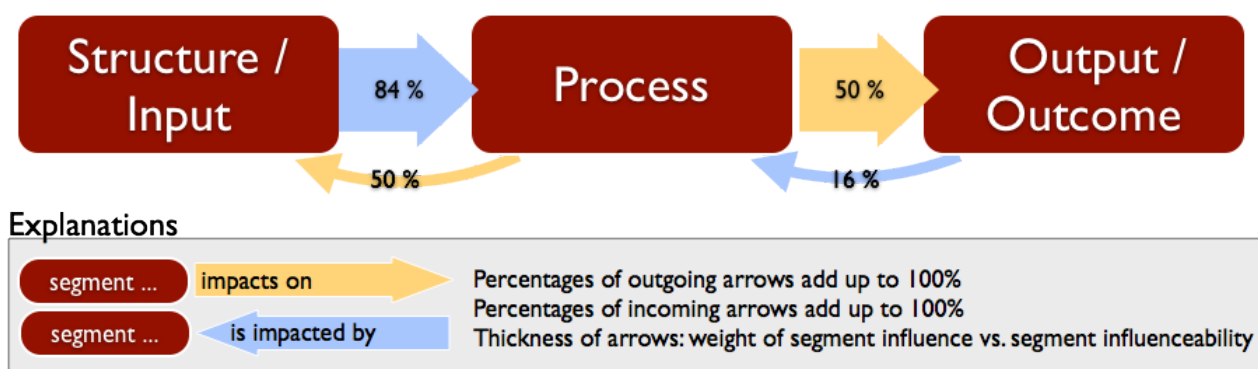 Structure /
Input
84 %
Process
50 %
Output /
Outcome
50 %
16 %
Explanations
segment ...
impacts on
Percentages of outgoing arrows add up to 100%
Percentages of incoming arrows add up to 100%
segment ...
is impacted by
Thickness of arrows: weight of segment influence vs. segment influenceability